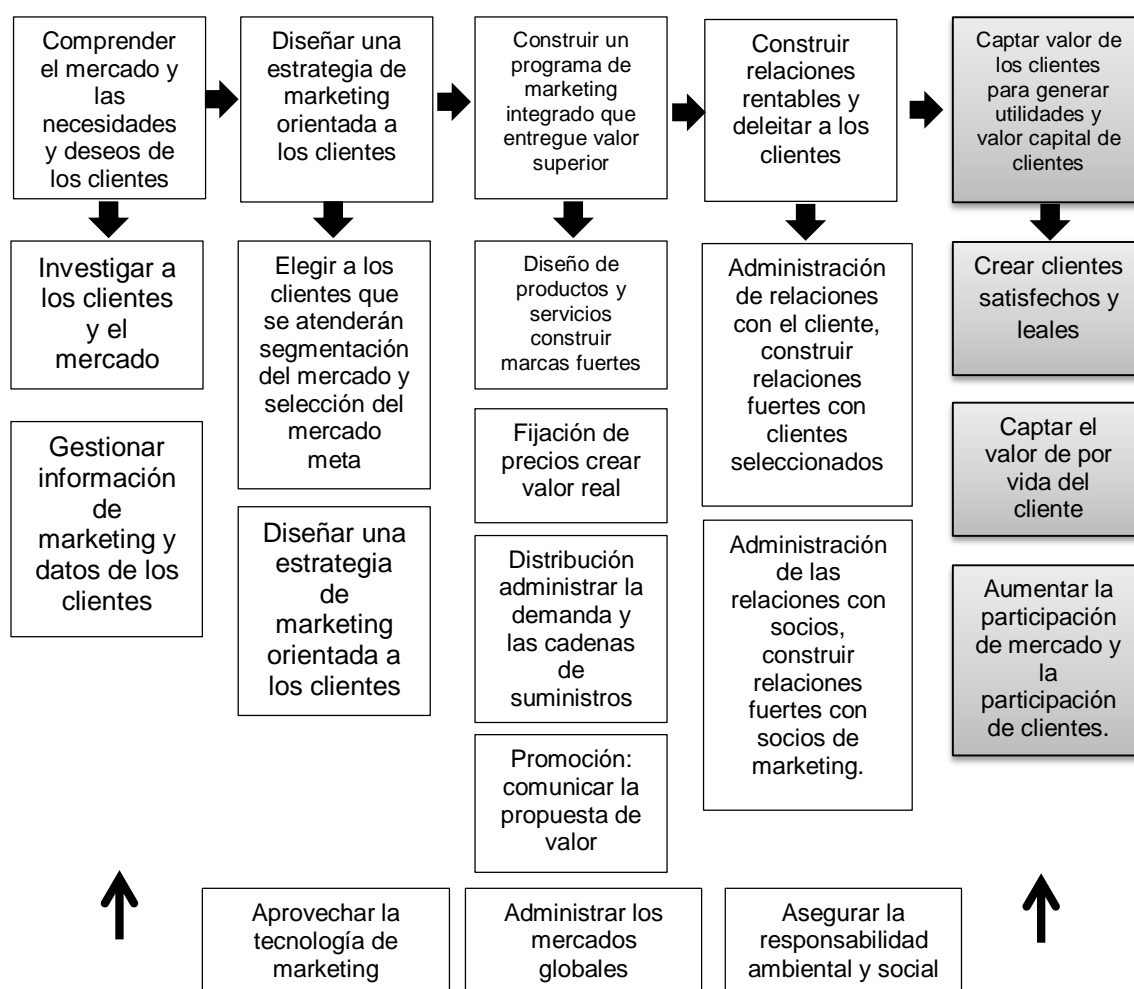 Comprender
el mercado y
las
necesidades
y deseos de
los clientes
Diseñar una
estrategia de
marketing
orientada a
los clientes
Construir un
programa de
marketing
integrado que
entregue valor
superior
Construir
relaciones
rentables y
deleitar a los
clientes
Captar valor de
los clientes
para generar
utilidades y
valor capital de
clientes
Investigar a
los clientes
y el
mercado
Elegir a los
clientes que
se atenderán
segmentación
del mercado y
selección del
mercado
meta
Diseño de
productos y
servicios
construir
marcas fuertes
Administración
de relaciones
con el cliente,
construir
relaciones
fuertes con
clientes
seleccionados
Crear clientes
satisfechos y
leales
Gestionar
información
de
marketing y
datos de los
clientes
Fijación de
precios crear
valor real
Captar el
valor de por
vida del
cliente
Diseñar una
estrategia
de
marketing
orientada a
los clientes
Distribución
administrar la
demanda y
las cadenas
de
suministros
Administración
de las
relaciones con
socios,
construir
relaciones
fuertes con
socios de
marketing.
Aumentar la
participación
de mercado y
la
participación
de clientes.
Promoción:
comunicar la
propuesta de
valor
Aprovechar la
tecnología de
marketing
Administrar los
mercados
globales
Asegurar la
responsabilidad
ambiental y social